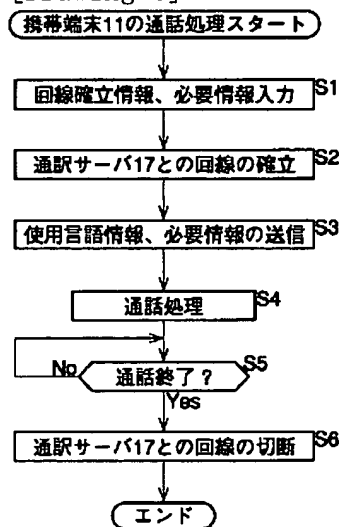 携帯端末11の通話処理スタート
回線確立情報、必要情報入力 S1
通訳サーバ17との回線の確立 S2
使用言語情報、必要情報の送信 S3
通話処理 S4
通話終了? S5
No
Yes
通訳サーバ17との回線の切断 S6
エンド